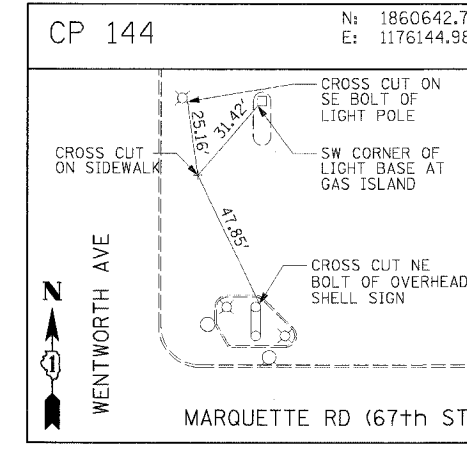 CP 144
N: 1860642.7
E: 1176144.98
CROSS CUT ON
SE BOLT OF
LIGHT POLE
25.16'
31.42'
CROSS CUT
ON SIDEWALK
SW CORNER OF
LIGHT BASE AT
GAS ISLAND
47.85'
CROSS CUT NE
BOLT OF OVERHEAD
SHELL SIGN
WENTWORTH AVE
N
1
MARQUETTE RD (67th ST